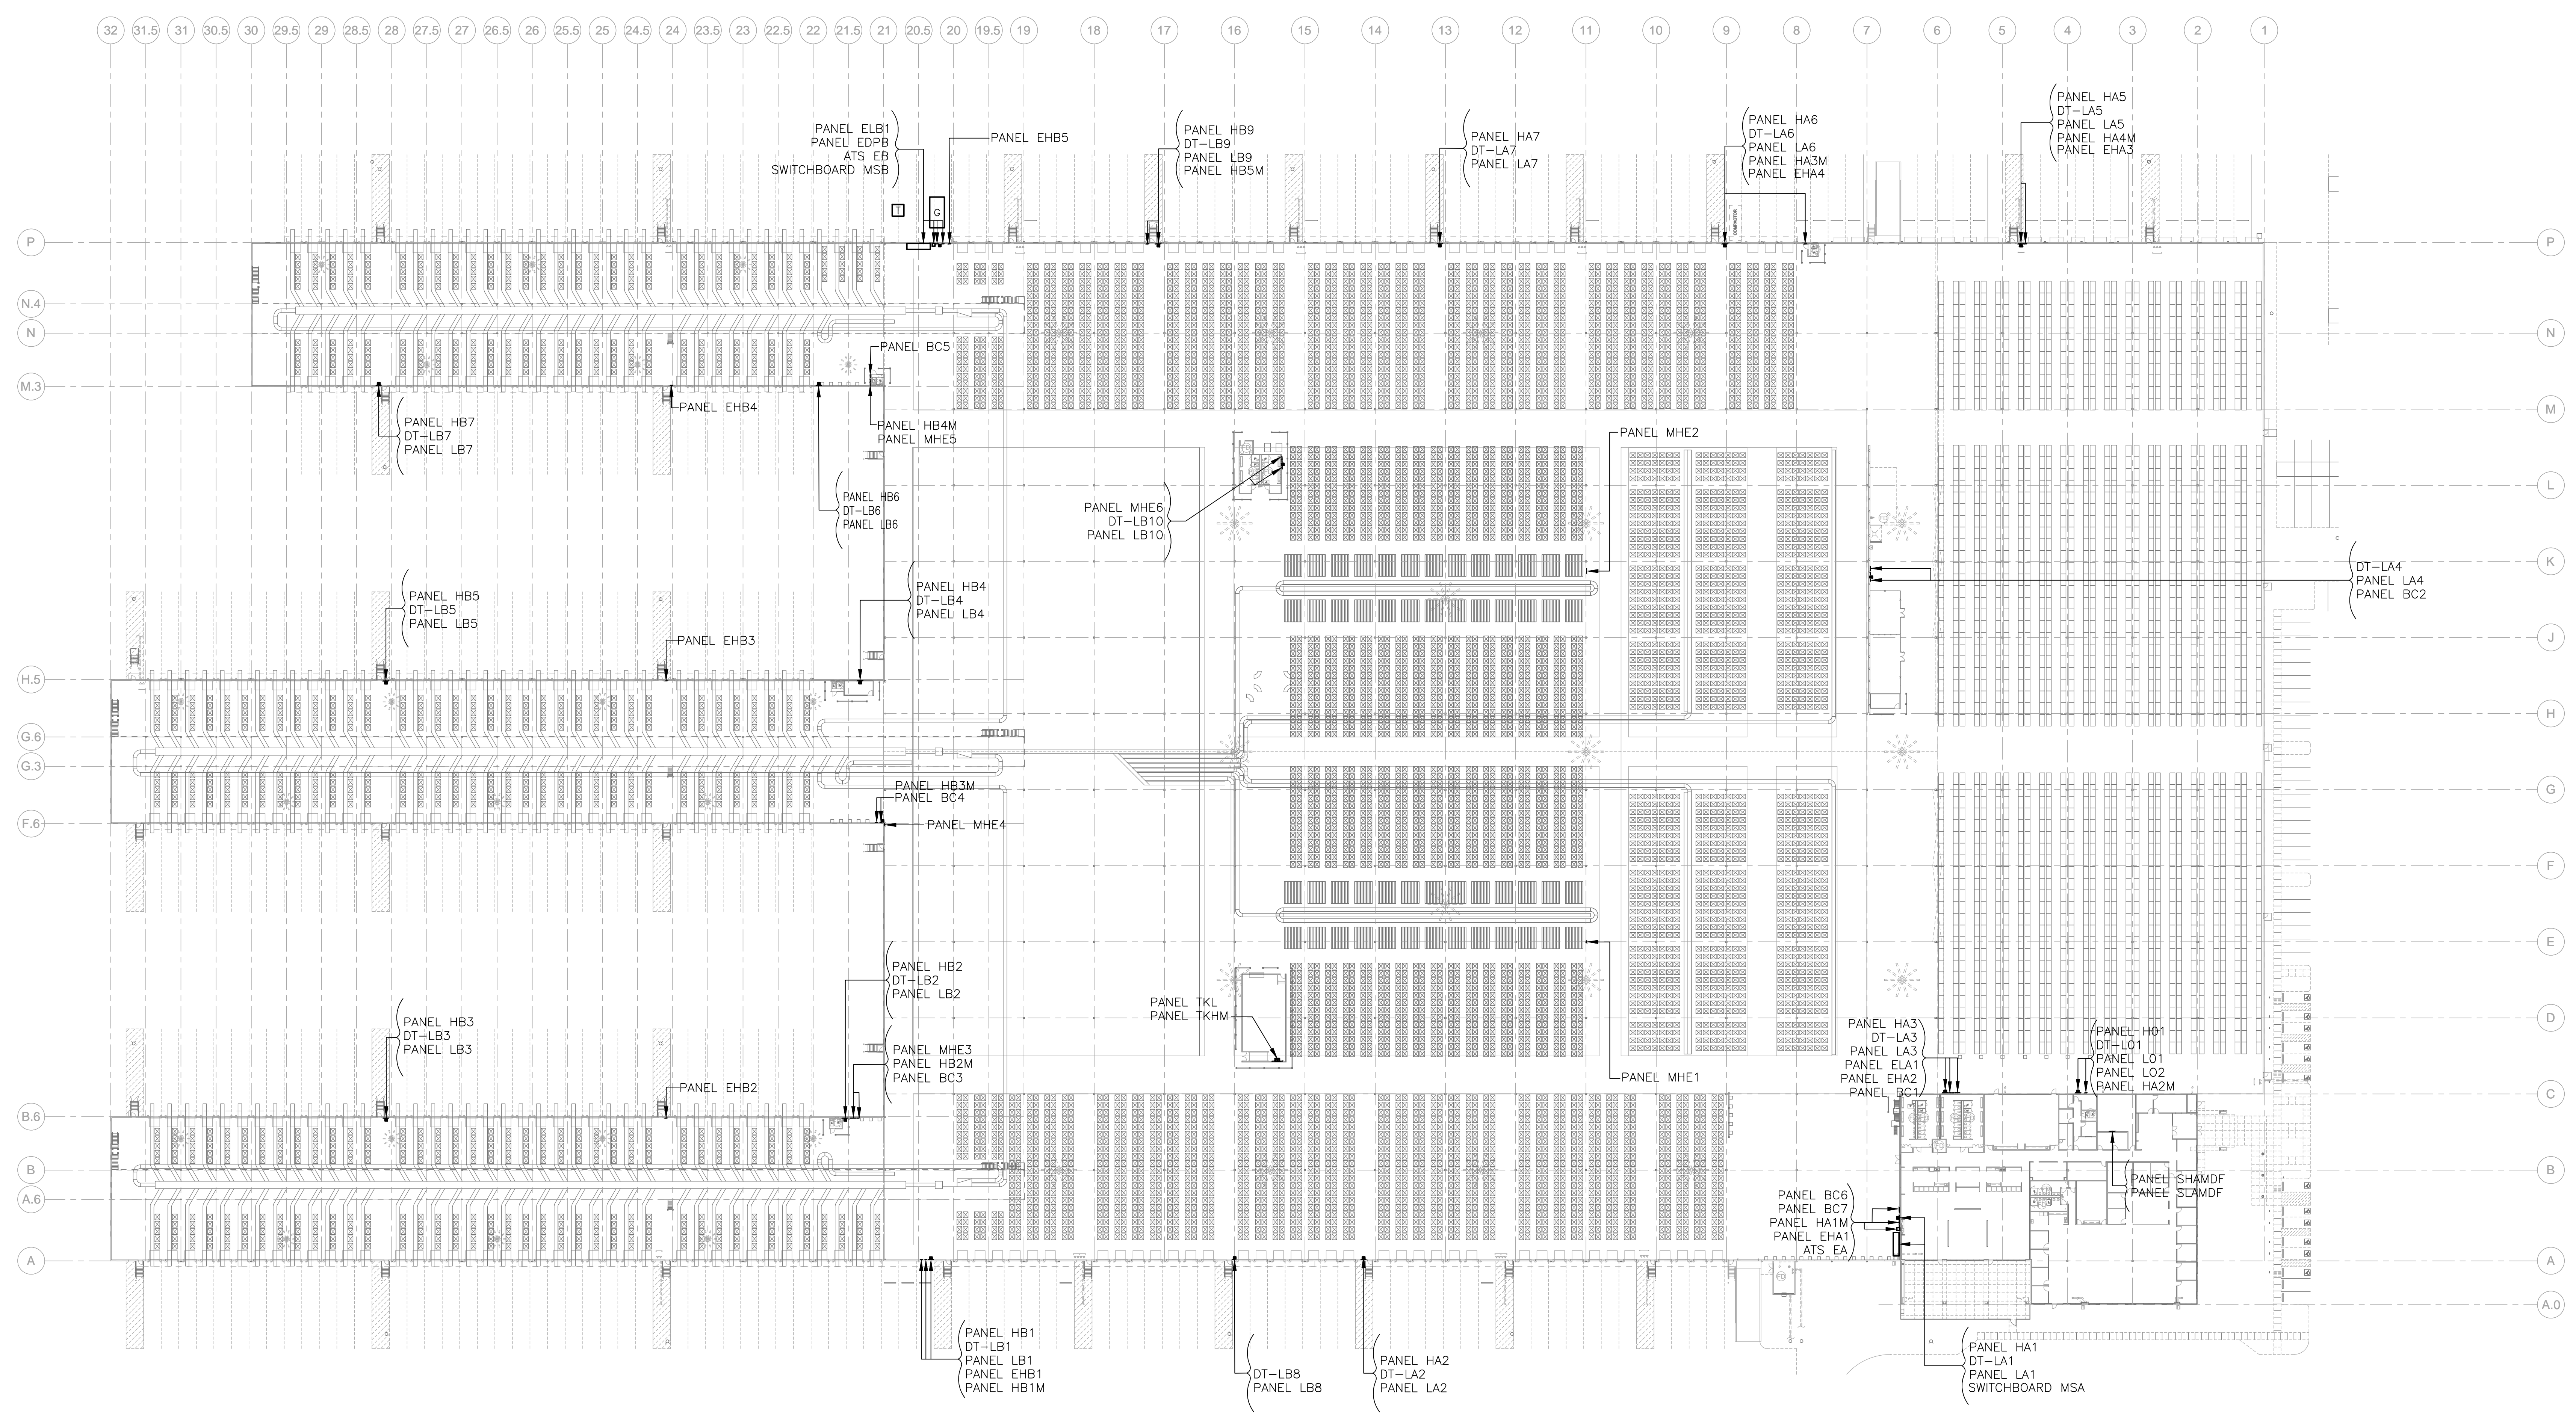 32 31.5 31 30.5 30 29.5 29 28.5 28 27.5 27 26.5 26 25.5 25 24.5 24 23.5 23 22.5 22 21.5 21 20.5 20 19.5 19 18 17 16 15 14 13 12 11 10 9 8 7 6 5 4 3 2 1
PANEL ELB1
PANEL EDPB
ATS EB
SWITCHBOARD MSB
PANEL EHB5
PANEL HB9
DT-LB9
PANEL LB9
PANEL HB5M
PANEL HA7
DT-LA7
PANEL LA7
PANEL HA6
DT-LA6
PANEL LA6
PANEL HA3M
PANEL EHA4
PANEL HA5
DT-LA5
PANEL LA5
PANEL HA4M
PANEL EHA3
T
G
COMPACTOR
P P
N.4 N.4
N N
PANEL BC5
M.3 M.3
PANEL EHB4
M M
PANEL HB7
DT-LB7
PANEL LB7
PANEL HB4M
PANEL MHE5
PANEL MHE2
L L
PANEL HB6
DT-LB6
PANEL LB6
PANEL MHE6
DT-LB10
PANEL LB10
K
DT-LA4
PANEL LA4
PANEL BC2
PANEL HB5
DT-LB5
PANEL LB5
PANEL HB4
DT-LB4
PANEL LB4
PANEL EHB3
J
H.5 H.5
H
G.6 G.6
G.3 G.3
PANEL HB3M
PANEL BC4
G
F.6 F.6
PANEL MHE4
F
E
PANEL HB2
DT-LB2
PANEL LB2
PANEL TKL
PANEL TKHM
D
PANEL HB3
DT-LB3
PANEL LB3
PANEL MHE3
PANEL HB2M
PANEL BC3
PANEL EHB2
PANEL MHE1
PANEL HA3
DT-LA3
PANEL LA3
PANEL ELA1
PANEL EHA2
PANEL BC1
PANEL HO1
DT-LO1
PANEL LO1
PANEL LO2
PANEL HA2M
C
B.6 B.6
B B
PANEL SHAMDF
PANEL SLAMDF
A.6 A.6
PANEL BC6
PANEL BC7
PANEL HA1M
PANEL EHA1
ATS EA
A A
A.0
PANEL HB1
DT-LB1
PANEL LB1
PANEL EHB1
PANEL HB1M
DT-LB8
PANEL LB8
PANEL HA2
DT-LA2
PANEL LA2
PANEL HA1
DT-LA1
PANEL LA1
SWITCHBOARD MSA